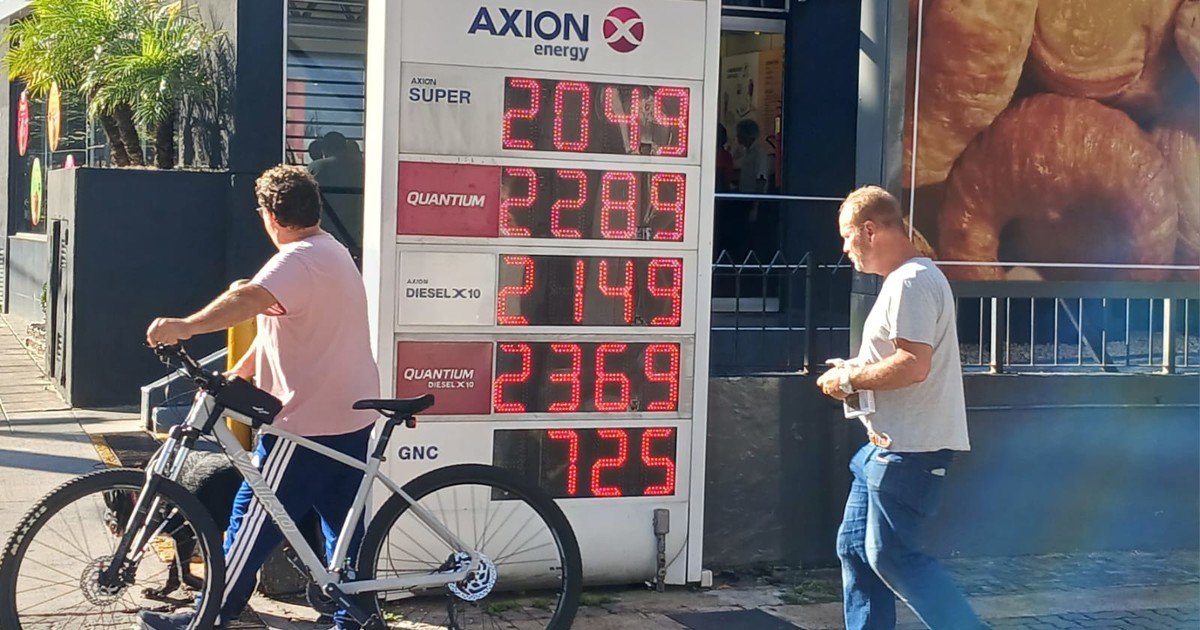 AXION
energy
AXION
SUPER
2049
QUANTIUM
2289
AXION
DIESEL X10
2149
QUANTIUM
DIESEL X10
2369
GNC
725